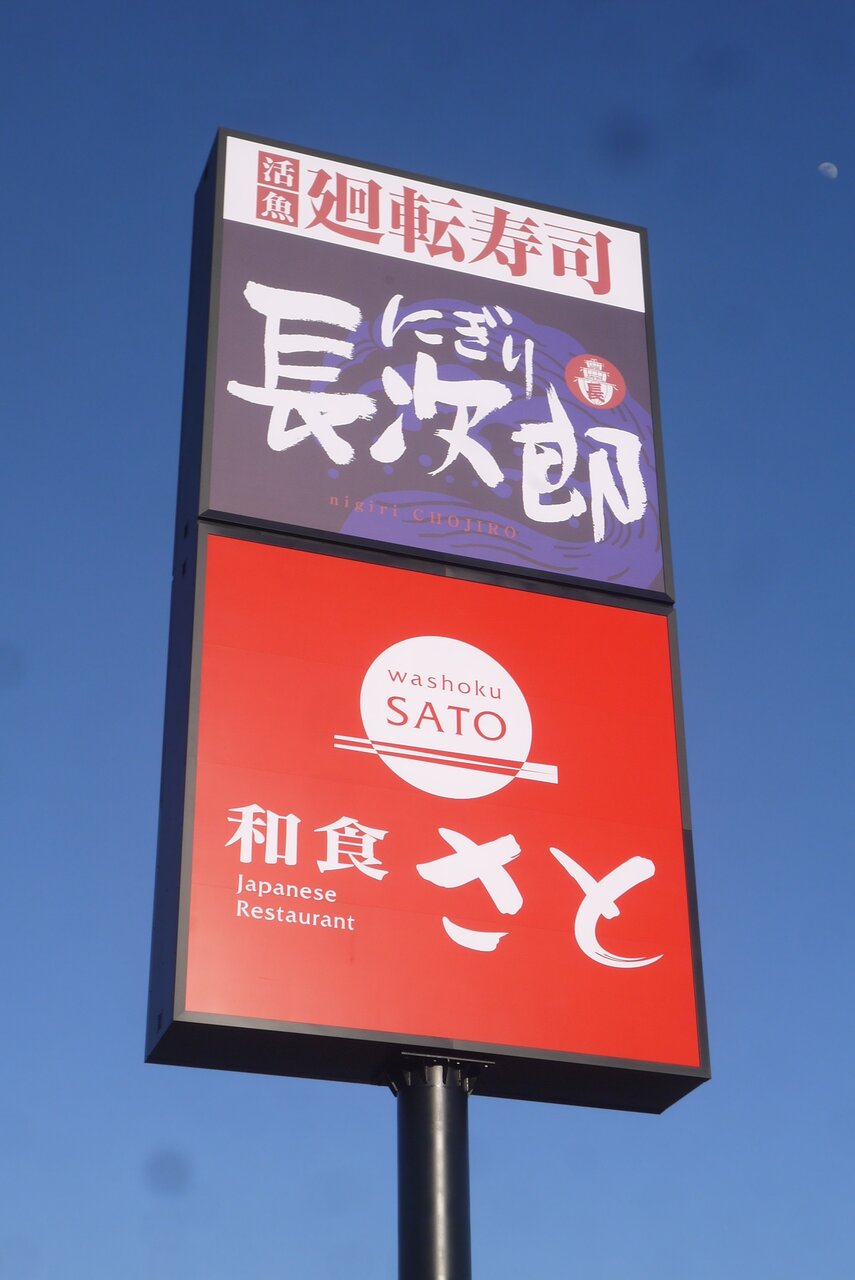 活魚 廻転寿司
にぎり
長次郎
長
nigiri CHOJIRO
washoku
SATO
和食 さと
Japanese
Restaurant